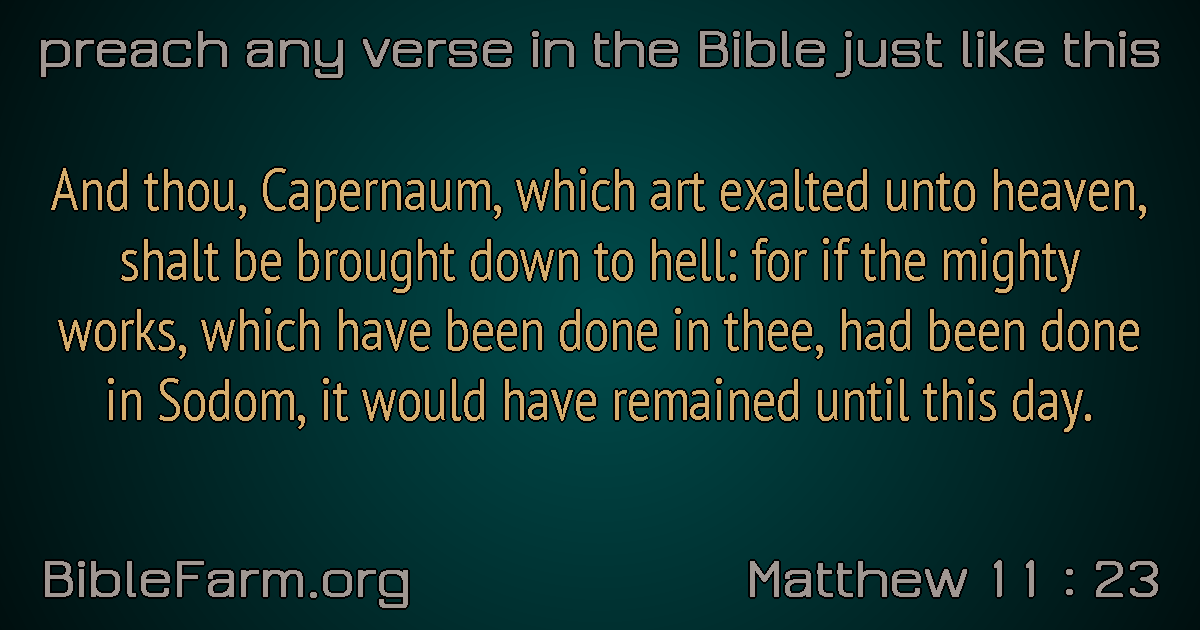 preach any verse in the Bible just like this
And thou, Capernaum, which art exalted unto heaven,
shalt be brought down to hell: for if the mighty
works, which have been done in thee, had been done
in Sodom, it would have remained until this day.
BibleFarm.org
Matthew 11 : 23